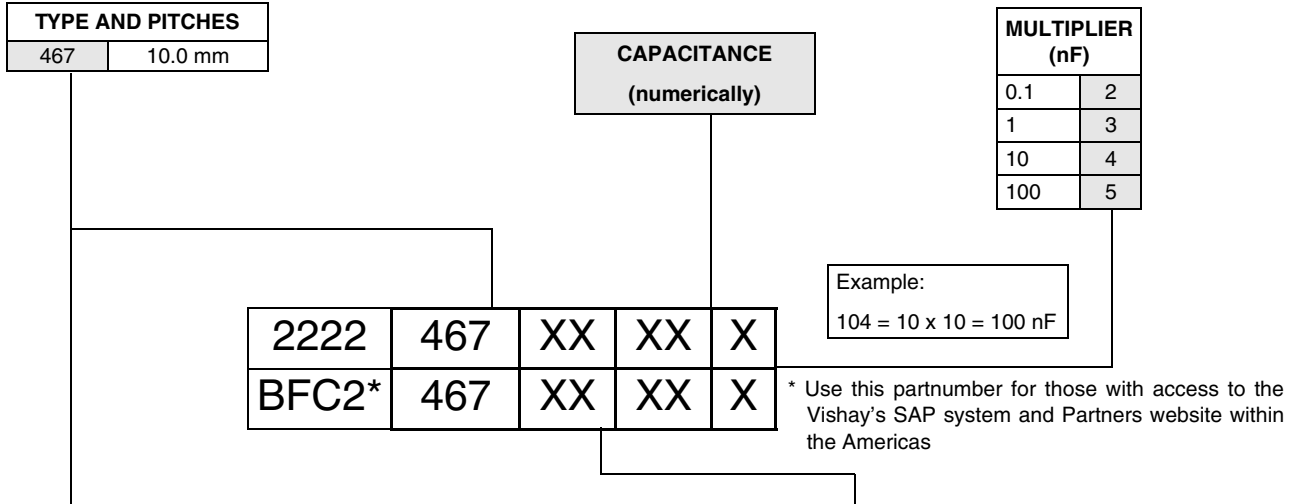 TYPE AND PITCHES
467 10.0 mm
CAPACITANCE
(numerically)
MULTIPLIER
(nF)
0.1 2
1 3
10 4
100 5
Example:
104 = 10 x 10 = 100 nF
2222 467 XX XX X
BFC2* 467 XX XX X
* Use this partnumber for those with access to the
Vishay's SAP system and Partners website within
the Americas